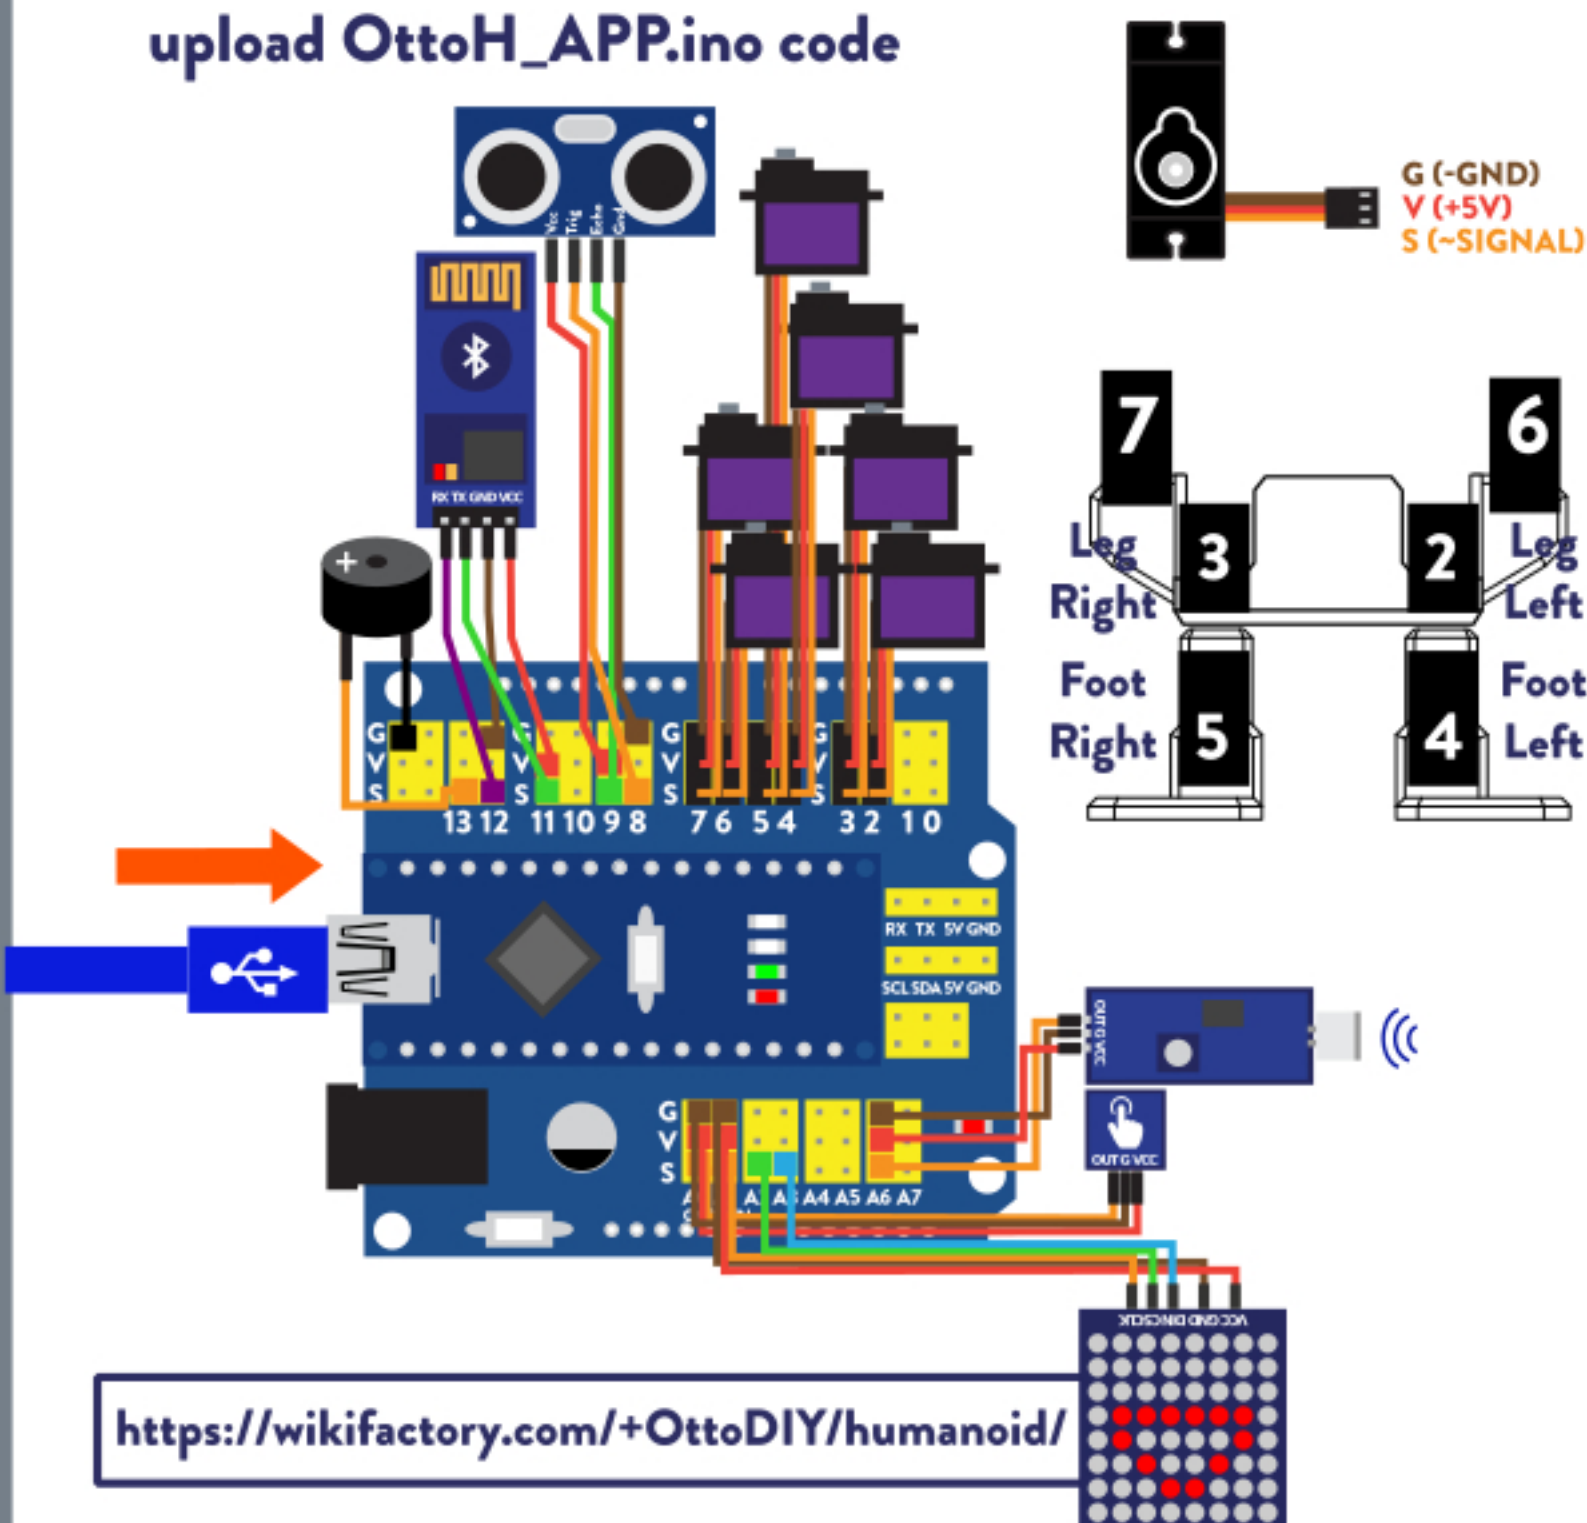 upload OttoH_APP.ino code
Vcc Trig Echo Gnd
G (-GND)
V (+5V)
S (~SIGNAL)
RX TX GND VCC
+
7 6
3 2
Leg Leg
Right Left
Foot Foot
5 4
Right Left
G G G G
V V V V
S S S S
13 12 11 10 9 8 7 6 5 4 3 2 1 0
RX TX 5V GND
SCL SDA 5V GND
OUT G VCC
G
V
S
A4 A5 A6 A7
OUT G VCC
VCC GND DIN CS CLK
https://wikifactory.com/+OttoDIY/humanoid/